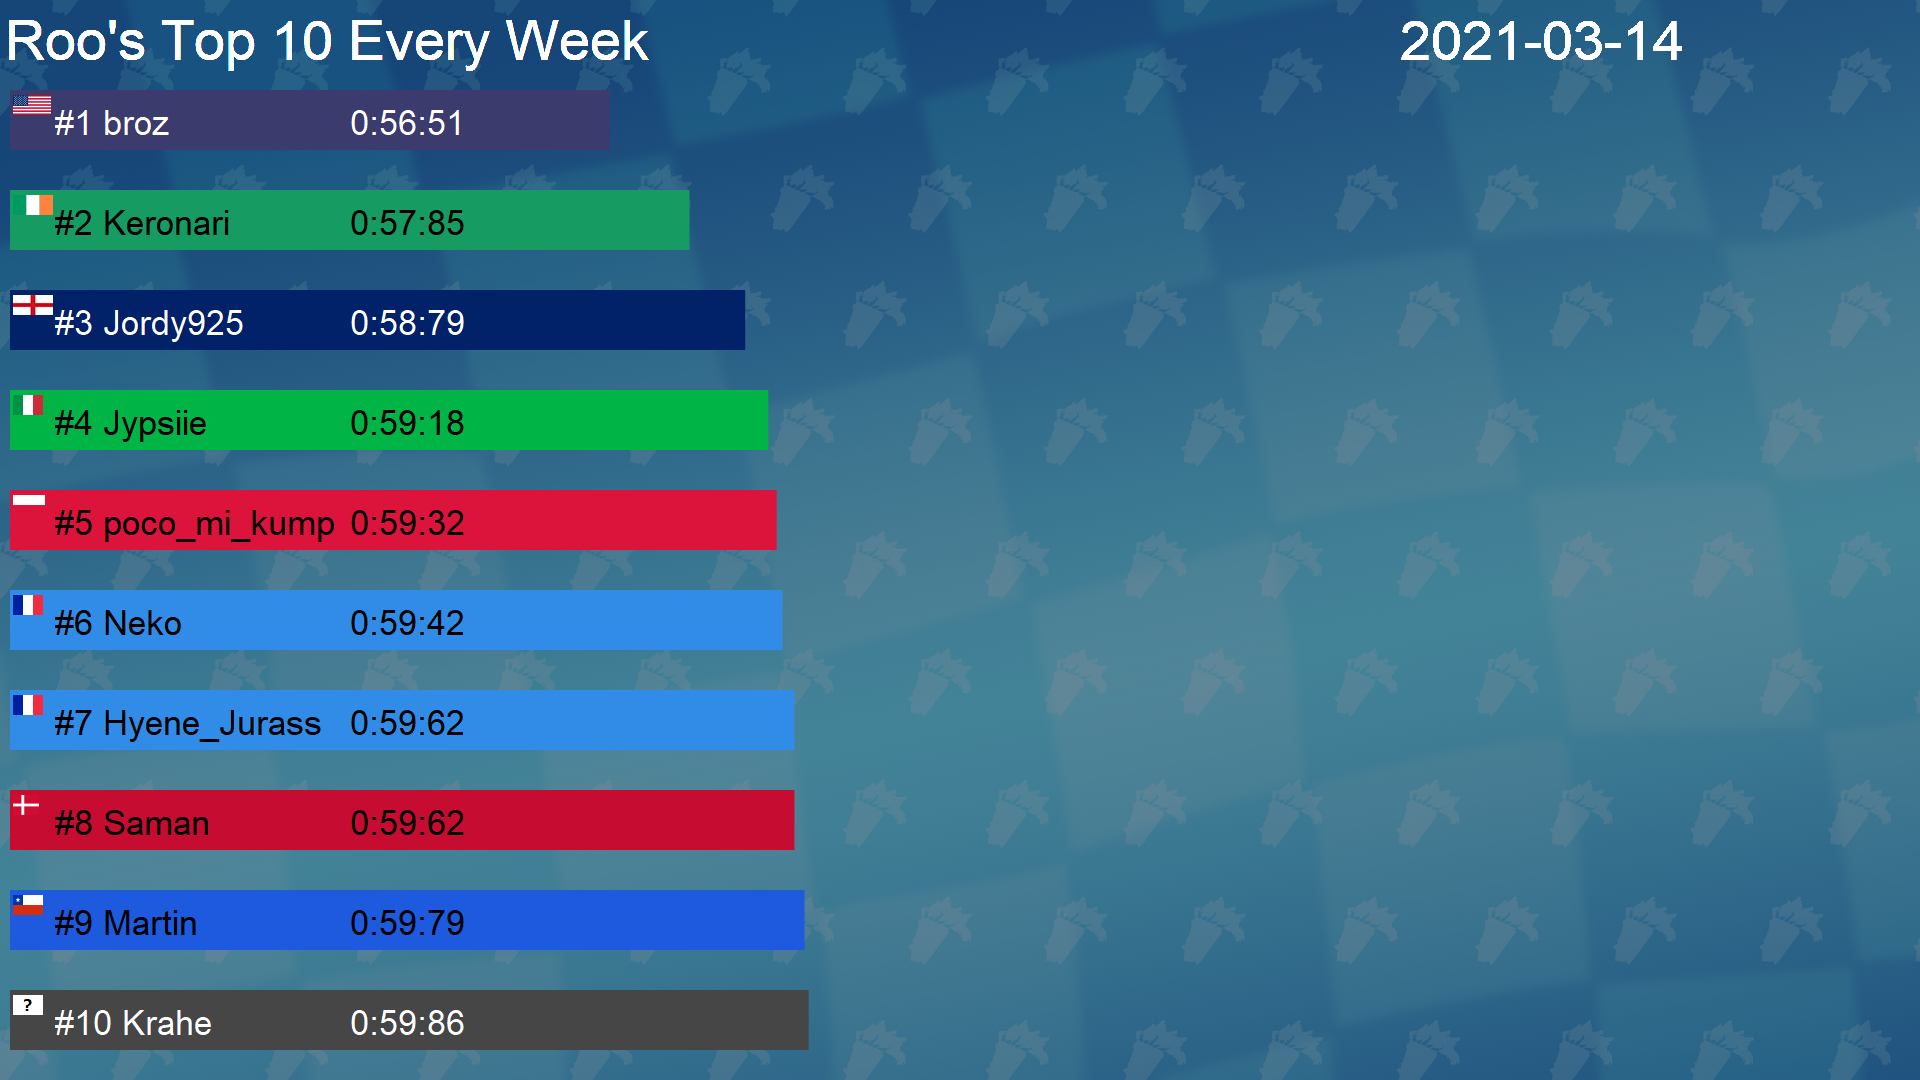 Roo's Top 10 Every Week 2021-03-14
#1 broz 0:56:51
#2 Keronari 0:57:85
#3 Jordy925 0:58:79
#4 Jypsiie 0:59:18
#5 poco_mi_kump 0:59:32
#6 Neko 0:59:42
#7 Hyene_Jurass 0:59:62
#8 Saman 0:59:62
#9 Martin 0:59:79
? #10 Krahe 0:59:86